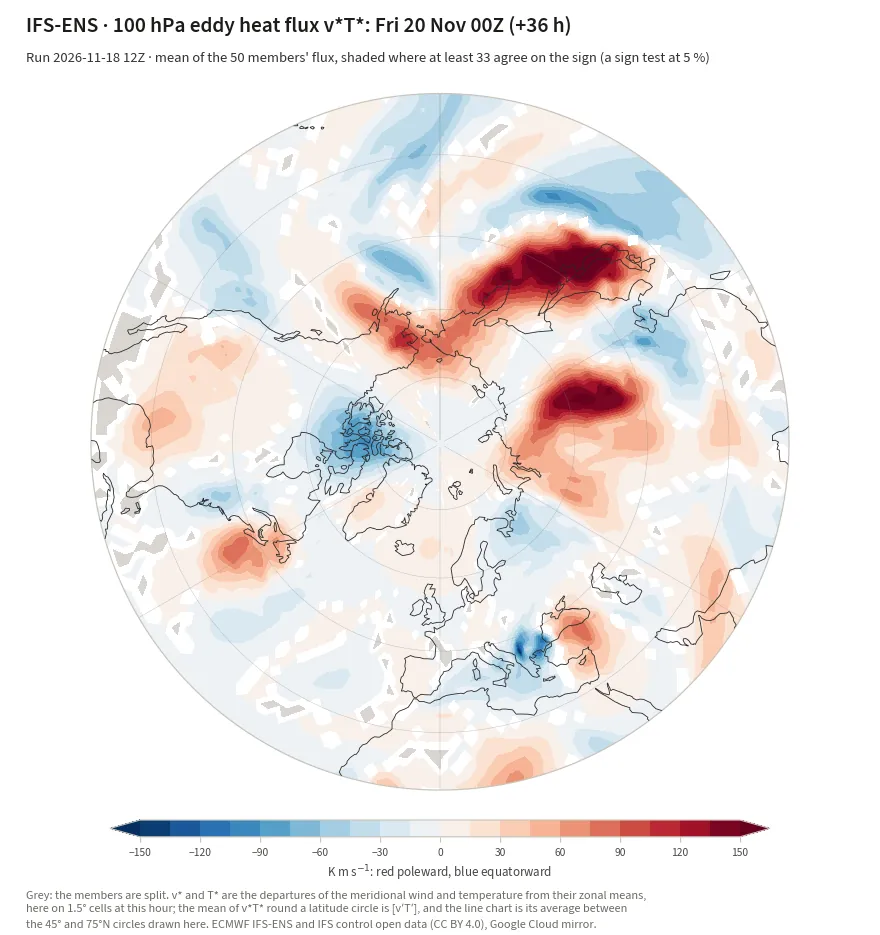 IFS-ENS · 100 hPa eddy heat flux v*T*: Fri 20 Nov 00Z (+36 h)
Run 2026-11-18 12Z · mean of the 50 members' flux, shaded where at least 33 agree on the sign (a sign test at 5 %)
−150 −120 −90 −60 −30 0 30 60 90 120 150
K m s⁻¹: red poleward, blue equatorward
Grey: the members are split. v* and T* are the departures of the meridional wind and temperature from their zonal means,
here on 1.5° cells at this hour; the mean of v*T* round a latitude circle is [v'T'], and the line chart is its average between
the 45° and 75°N circles drawn here. ECMWF IFS-ENS and IFS control open data (CC BY 4.0), Google Cloud mirror.